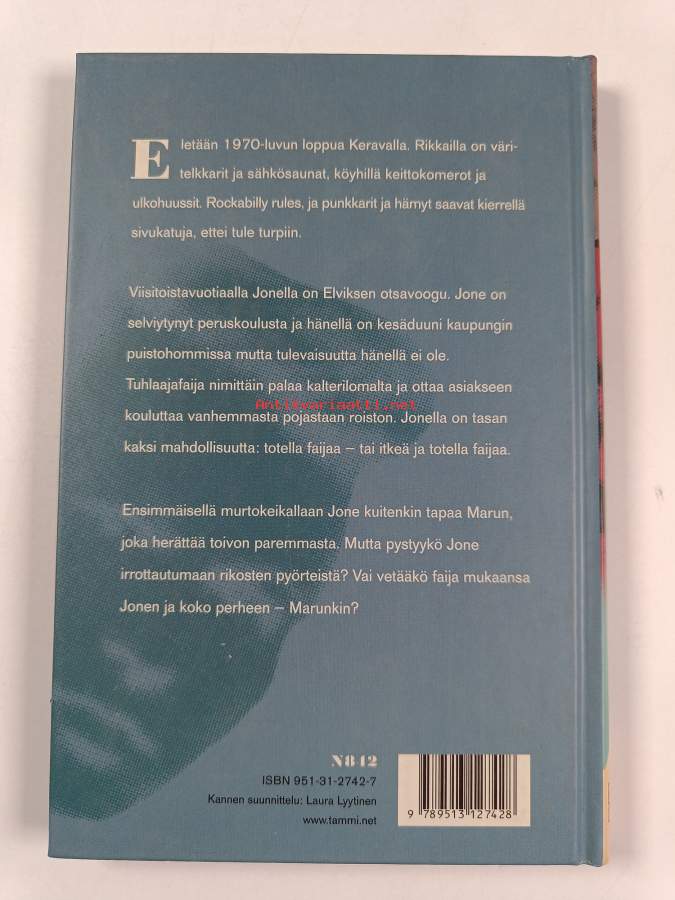 Eletään 1970-luvun loppua Keravalla. Rikkailla on väri-
telkkarit ja sähkösaunat, köyhillä keittokomerot ja
ulkohuussit. Rockabilly rules, ja punkkarit ja hämyt saavat kierrellä
sivukatuja, ettei tule turpiin.
Viisitoistavuotiaalla Jonella on Elviksen otsavoogu. Jone on
selviytynyt peruskoulusta ja hänellä on kesäduuni kaupungin
puistohommissa mutta tulevaisuutta hänellä ei ole.
Tuhlaajafaija nimittäin palaa kalterilomalta ja ottaa asiakseen
Antikvariaatti.net
kouluttaa vanhemmasta pojastaan roiston. Jonella on tasan
kaksi mahdollisuutta: totella faijaa – tai itkeä ja totella faijaa.
Ensimmäisellä murtokeikallaan Jone kuitenkin tapaa Marun,
joka herättää toivon paremmasta. Mutta pystyykö Jone
irrottautumaan rikosten pyörteistä? Vai vetääkö faija mukaansa
Jonen ja koko perheen – Marunkin?
N842
ISBN 951-31-2742-7
Kannen suunnittelu: Laura Lyytinen
www.tammi.net
9 789513 127428